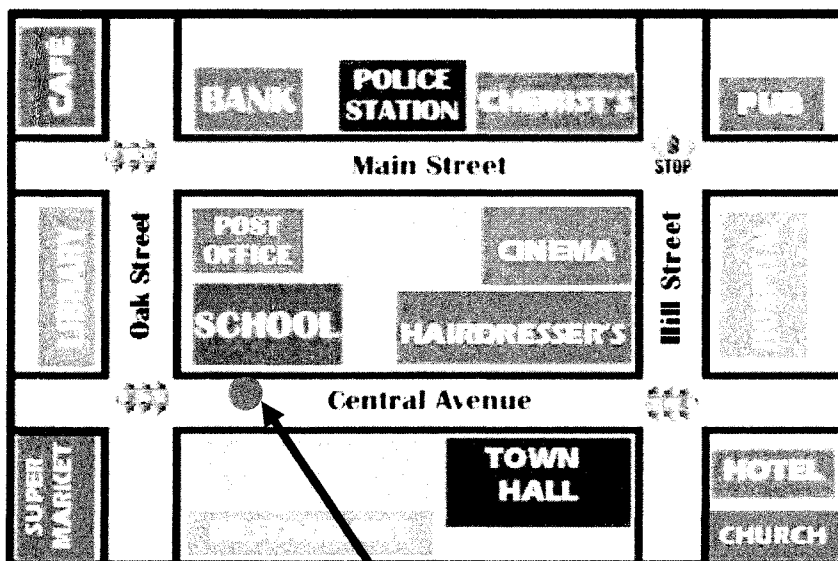 CAFE
BANK
POLICE
STATION
CHEMIST'S
PUB
Main Street
STOP
LIBRARY
Oak Street
POST
OFFICE
CINEMA
SCHOOL
HAIRDRESSER'S
Hill Street
Central Avenue
SUPER
MARKET
TOWN
HALL
HOTEL
CHURCH